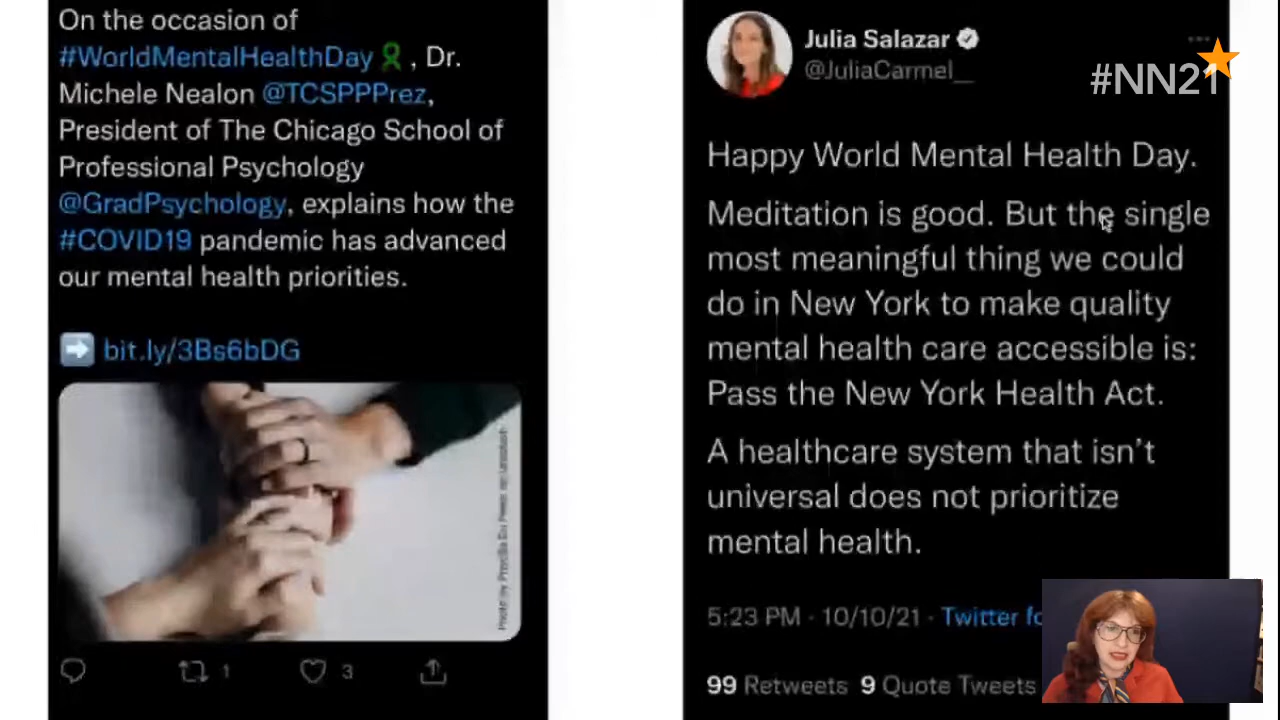 On the occasion of
#WorldMentalHealthDay , Dr.
Michele Nealon @TCSPPPrez,
President of The Chicago School of
Professional Psychology
@GradPsychology, explains how the
#COVID19 pandemic has advanced
our mental health priorities.
bit.ly/3Bs6bDG
1
3
Julia Salazar
@JuliaCarmel__
#NN21
Happy World Mental Health Day.
Meditation is good. But the single
most meaningful thing we could
do in New York to make quality
mental health care accessible is:
Pass the New York Health Act.
A healthcare system that isn't
universal does not prioritize
mental health.
5:23 PM · 10/10/21 · Twitter fo
99 Retweets 9 Quote Tweets